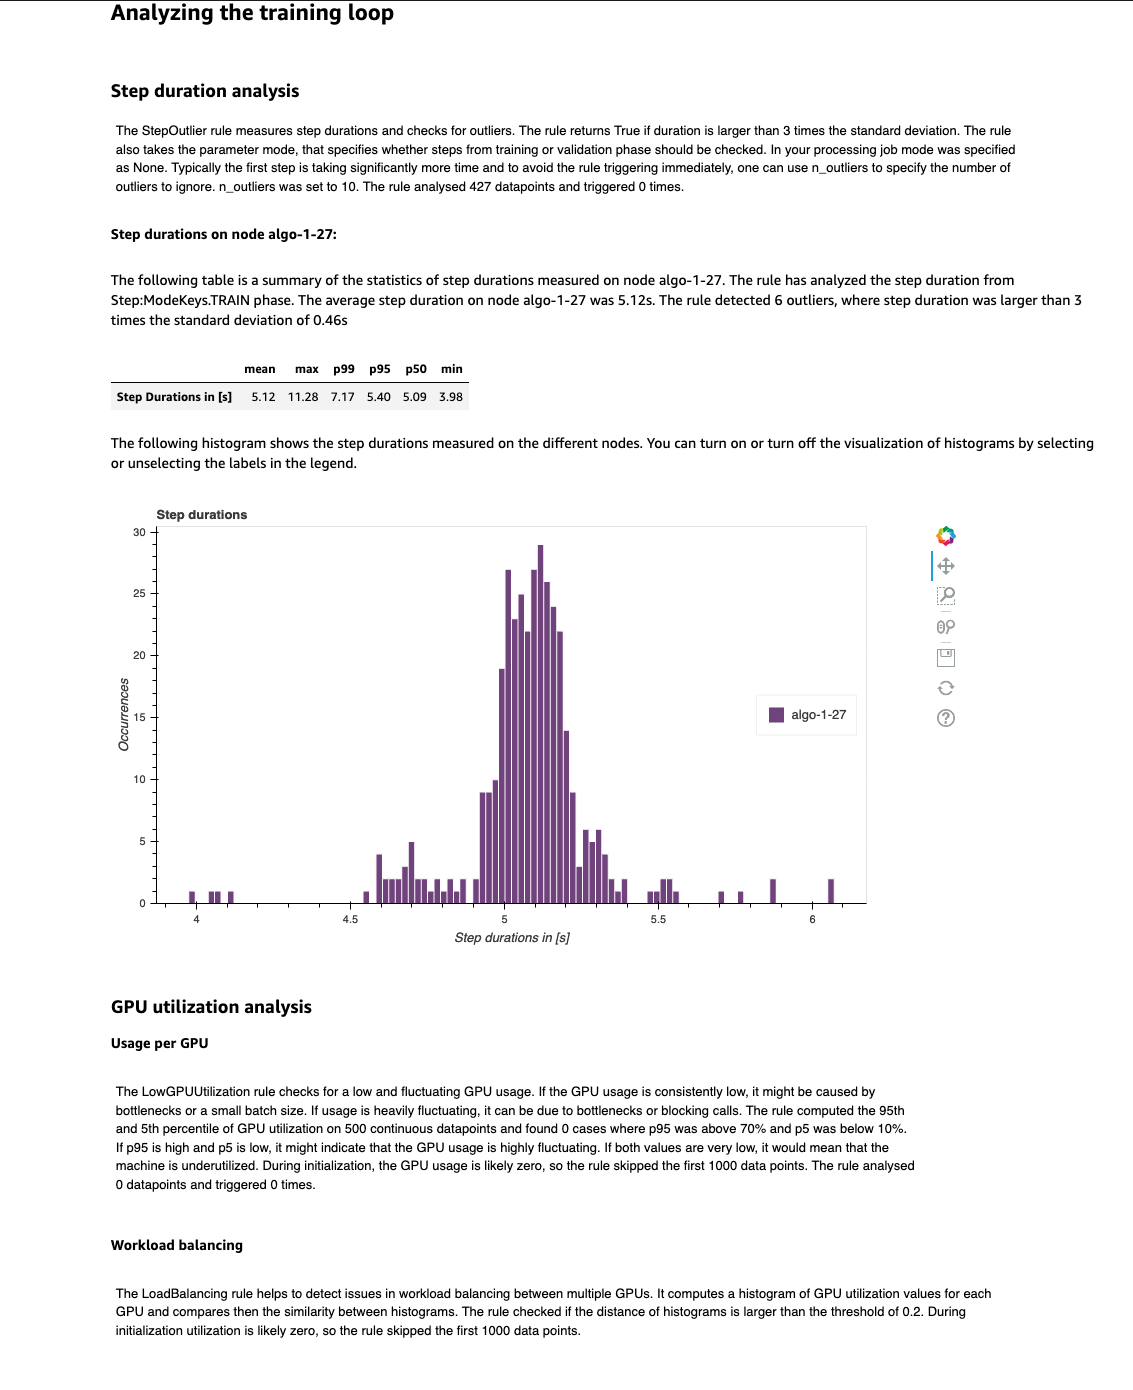 Analyzing the training loop
Step duration analysis
The StepOutlier rule measures step durations and checks for outliers. The rule returns True if duration is larger than 3 times the standard deviation. The rule
also takes the parameter mode, that specifies whether steps from training or validation phase should be checked. In your processing job mode was specified
as None. Typically the first step is taking significantly more time and to avoid the rule triggering immediately, one can use n_outliers to specify the number of
outliers to ignore. n_outliers was set to 10. The rule analysed 427 datapoints and triggered 0 times.
Step durations on node algo-1-27:
The following table is a summary of the statistics of step durations measured on node algo-1-27. The rule has analyzed the step duration from
Step:ModeKeys.TRAIN phase. The average step duration on node algo-1-27 was 5.12s. The rule detected 6 outliers, where step duration was larger than 3
times the standard deviation of 0.46s
mean max p99 p95 p50 min
Step Durations in [s] 5.12 11.28 7.17 5.40 5.09 3.98
The following histogram shows the step durations measured on the different nodes. You can turn on or turn off the visualization of histograms by selecting
or unselecting the labels in the legend.
Step durations
30
25
20
15
10
5
0
Occurrences
algo-1-27
4 4.5 5 5.5 6
Step durations in [s]
GPU utilization analysis
Usage per GPU
The LowGPUUtilization rule checks for a low and fluctuating GPU usage. If the GPU usage is consistently low, it might be caused by
bottlenecks or a small batch size. If usage is heavily fluctuating, it can be due to bottlenecks or blocking calls. The rule computed the 95th
and 5th percentile of GPU utilization on 500 continuous datapoints and found 0 cases where p95 was above 70% and p5 was below 10%.
If p95 is high and p5 is low, it might indicate that the GPU usage is highly fluctuating. If both values are very low, it would mean that the
machine is underutilized. During initialization, the GPU usage is likely zero, so the rule skipped the first 1000 data points. The rule analysed
0 datapoints and triggered 0 times.
Workload balancing
The LoadBalancing rule helps to detect issues in workload balancing between multiple GPUs. It computes a histogram of GPU utilization values for each
GPU and compares then the similarity between histograms. The rule checked if the distance of histograms is larger than the threshold of 0.2. During
initialization utilization is likely zero, so the rule skipped the first 1000 data points.